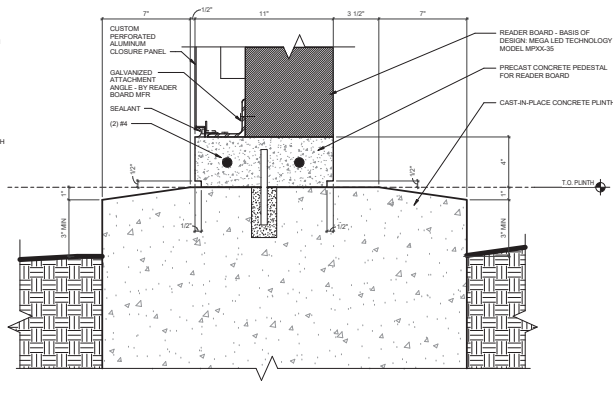 7"
1/2"
11"
3 1/2"
7"
CUSTOM
PERFORATED
ALUMINUM
CLOSURE PANEL
GALVANIZED
ATTACHMENT
ANGLE - BY READER
BOARD MFR
SEALANT
(2) #4
READER BOARD - BASIS OF
DESIGN: MEGA LED TECHNOLOGY
MODEL MPXX-35
PRECAST CONCRETE PEDESTAL
FOR READER BOARD
CAST-IN-PLACE CONCRETE PLINTH
H
1/2"
1/2"
4"
T.O. PLINTH
1"
1"
3" MIN
3" MIN
1/2"
1/2"